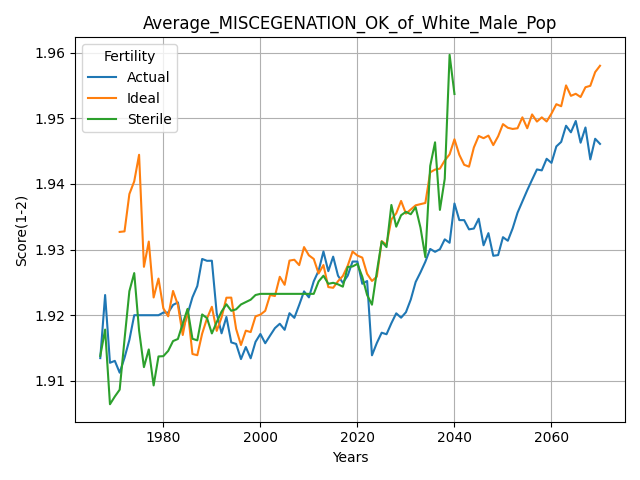 Average_MISCEGENATION_OK_of_White_Male_Pop
Fertility
Actual
Ideal
Sterile
1.96
1.95
1.94
1.93
1.92
1.91
Score(1-2)
1980
2000
2020
2040
2060
Years